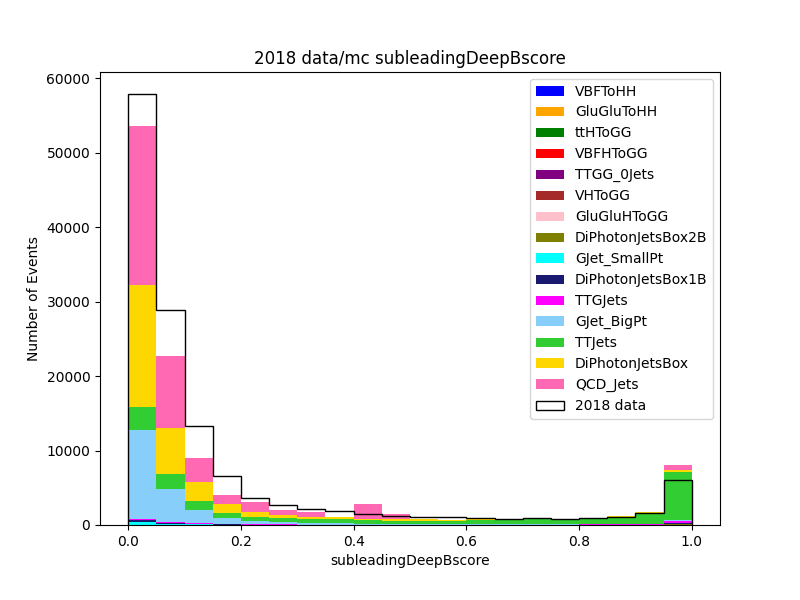 2018 data/mc subleadingDeepBscore
60000
50000
40000
30000
20000
10000
0
Number of Events
0.0
0.2
0.4
0.6
0.8
1.0
subleadingDeepBscore
VBFToHH
GluGluToHH
ttHToGG
VBFHToGG
TTGG_0Jets
VHToGG
GluGluHToGG
DiPhotonJetsBox2B
GJet_SmallPt
DiPhotonJetsBox1B
TTGJets
GJet_BigPt
TTJets
DiPhotonJetsBox
QCD_Jets
2018 data